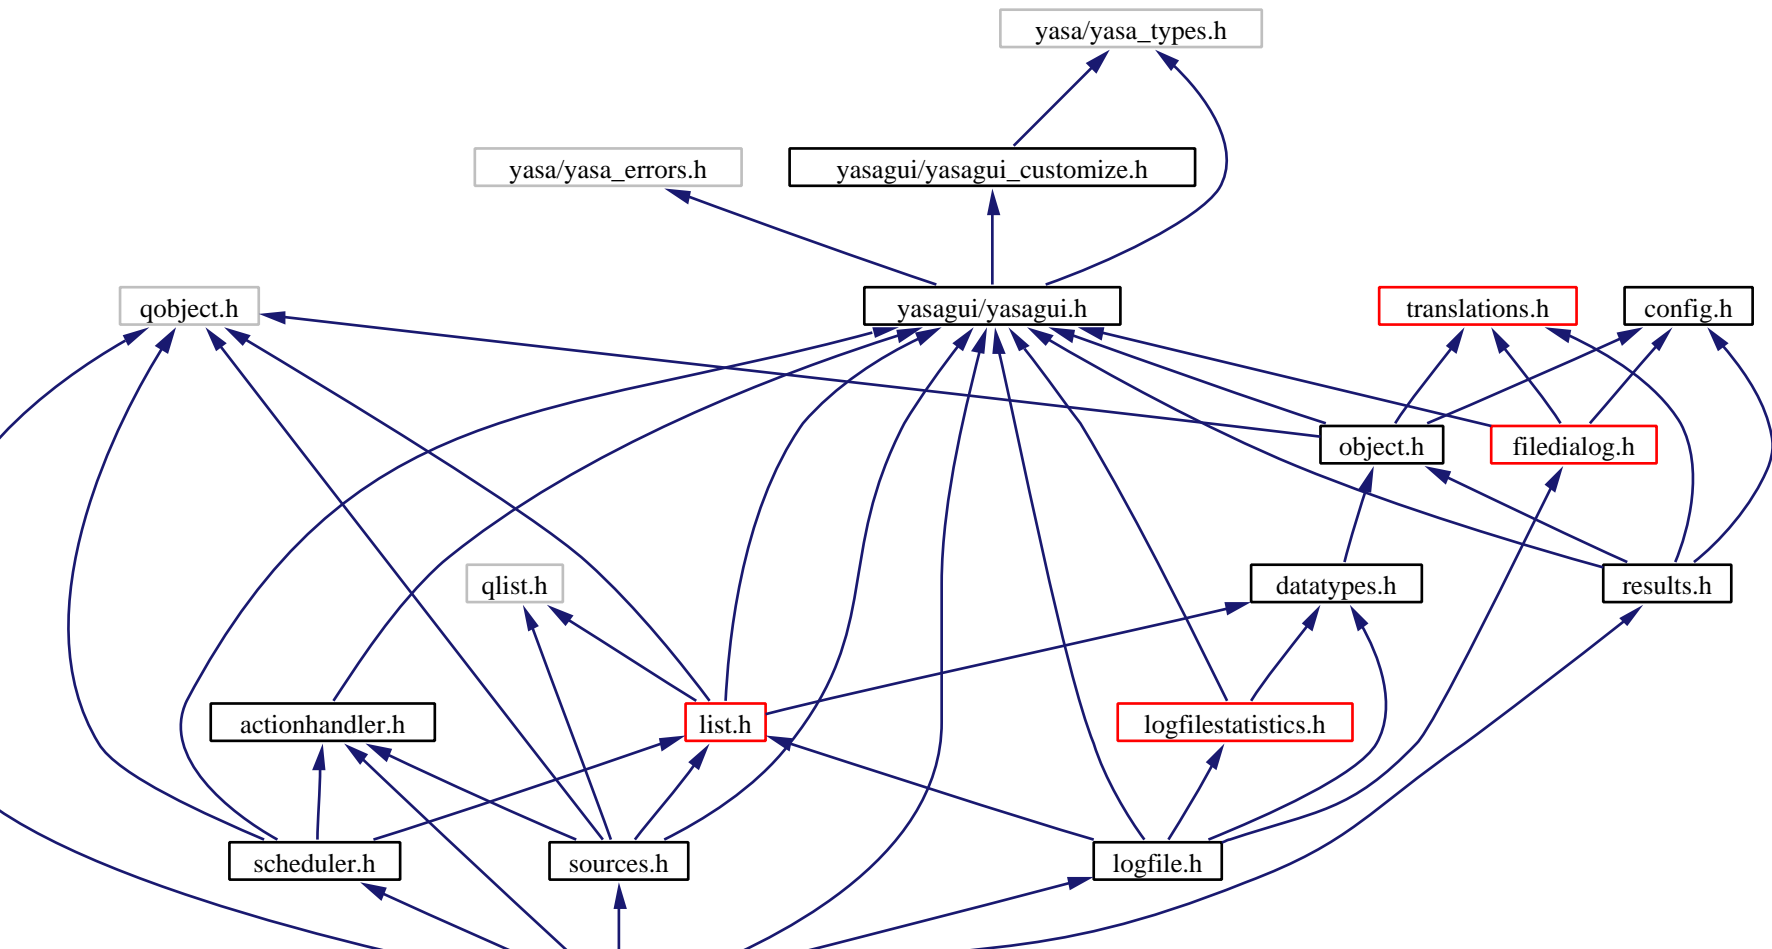 yasa/yasa_types.h
yasa/yasa_errors.h
yasagui/yasagui_customize.h
qobject.h
yasagui/yasagui.h
translations.h
config.h
object.h
filedialog.h
qlist.h
datatypes.h
results.h
actionhandler.h
list.h
logfilestatistics.h
scheduler.h
sources.h
logfile.h